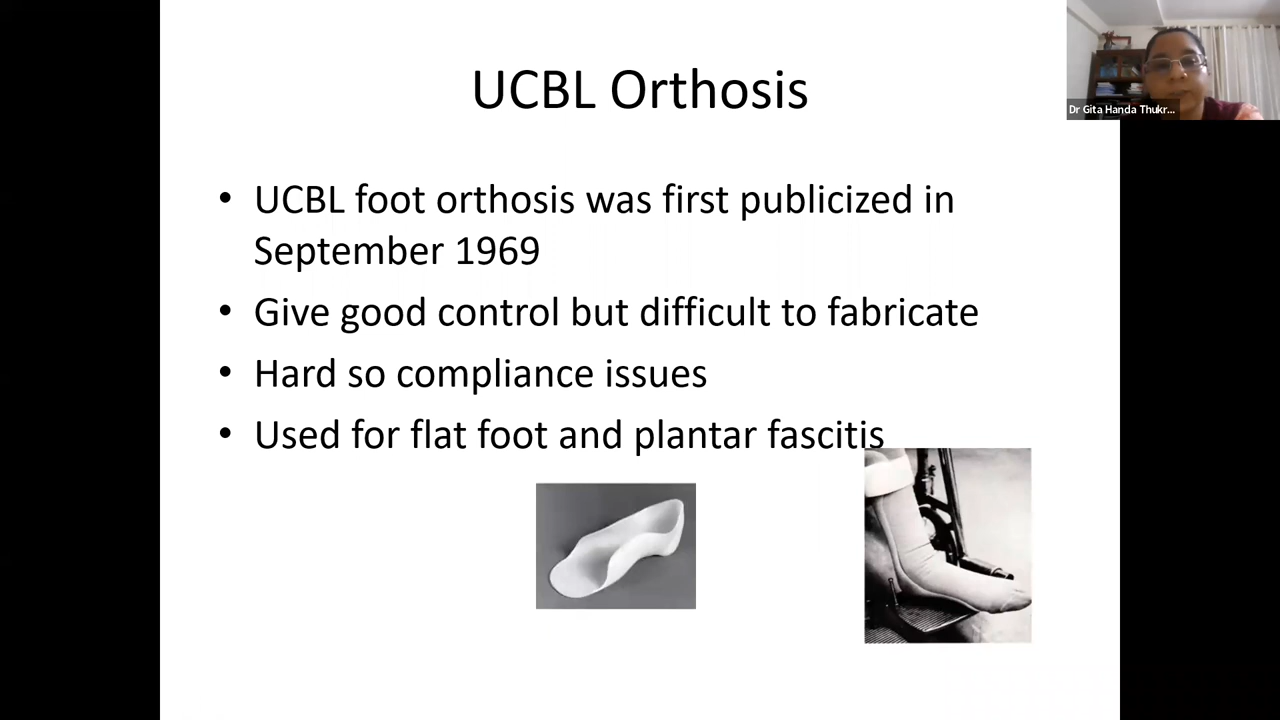 UCBL Orthosis
• UCBL foot orthosis was first publicized in
September 1969
• Give good control but difficult to fabricate
• Hard so compliance issues
• Used for flat foot and plantar fascitis
Dr Gita Handa Thukr...